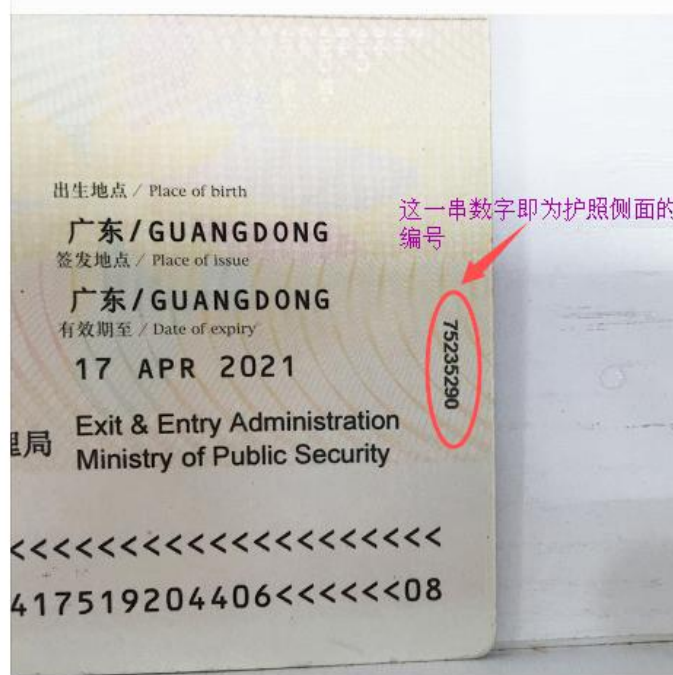 出生地点 / Place of birth
广东/GUANGDONG
签发地点 / Place of issue
广东/GUANGDONG
有效期至 / Date of expiry
17 APR 2021
局 Exit & Entry Administration
Ministry of Public Security
<<<<<<<<<<<<<<<<<<<
417519204406<<<<<<08
这一串数字即为护照侧面的
编号
75235290